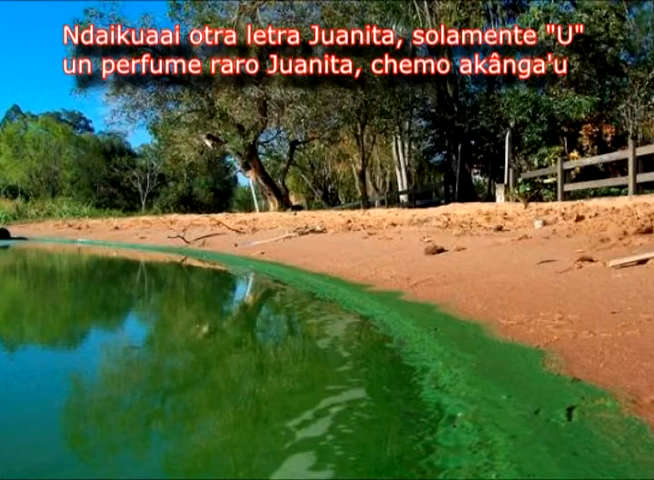 Ndaikuaai otra letra Juanita, solamente "U"
un perfume raro Juanita, chemo akânga'u